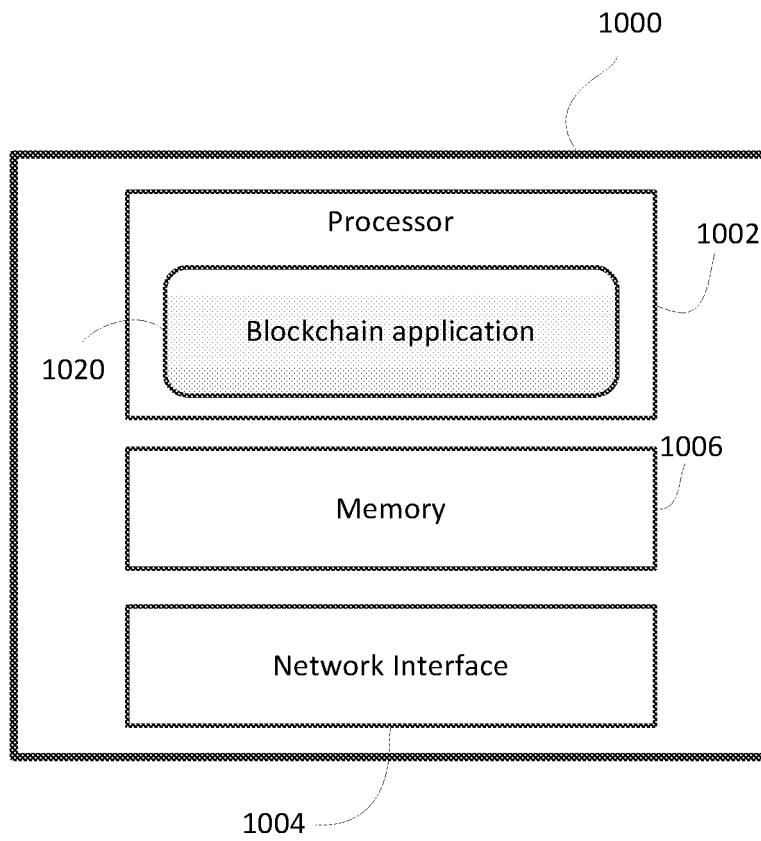 1000
Processor
1002
Blockchain application
1020
1006
Memory
Network Interface
1004